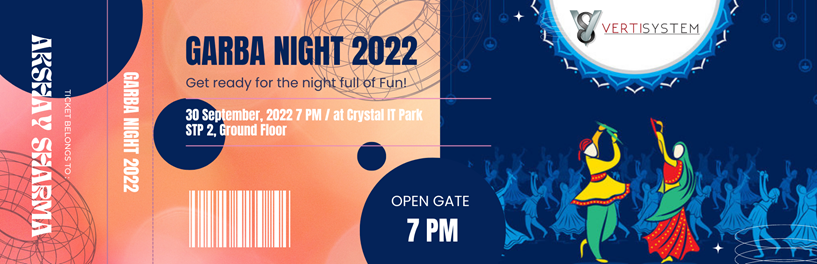 AKSHAY SHARMA
TICKET BELONGS TO:
GARBA NIGHT 2022
GARBA NIGHT 2022
Get ready for the night full of Fun!
30 September, 2022 7 PM / at Crystal IT Park
STP 2, Ground Floor
OPEN GATE
7 PM
VERTISYSTEM